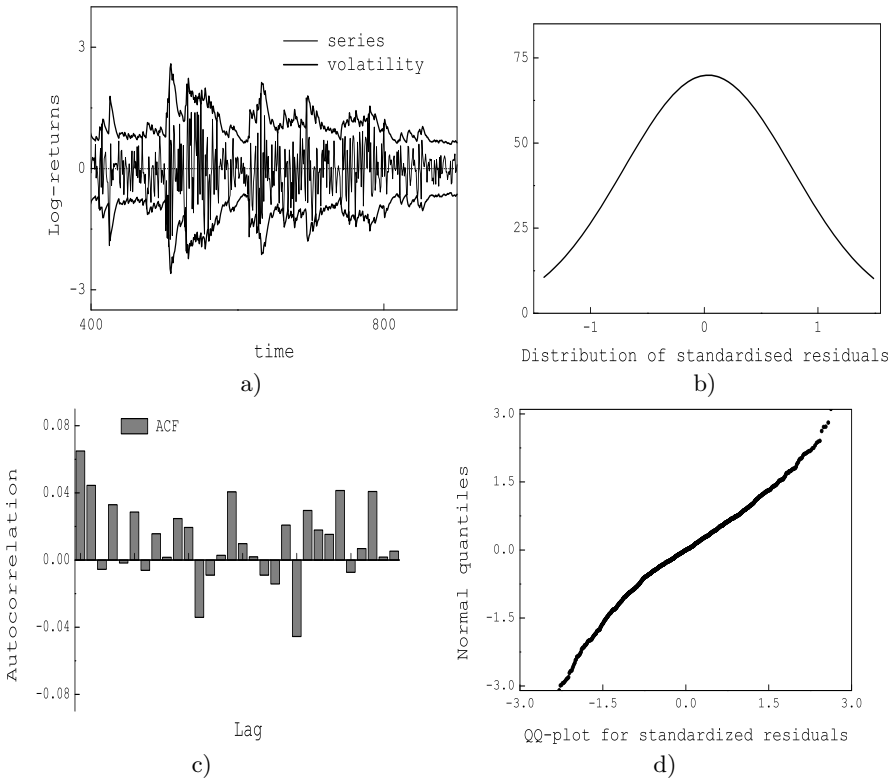 3
series
volatility
0
Log-returns
-3
400
800
time
a)
75
50
25
0
-1
0
1
Distribution of standardised residuals
b)
0.08
ACF
0.04
0.00
-0.04
-0.08
Autocorrelation
Lag
c)
3.0
1.5
0.0
-1.5
-3.0
Normal quantiles
-3.0
-1.5
0.0
1.5
3.0
QQ-plot for standardized residuals
d)